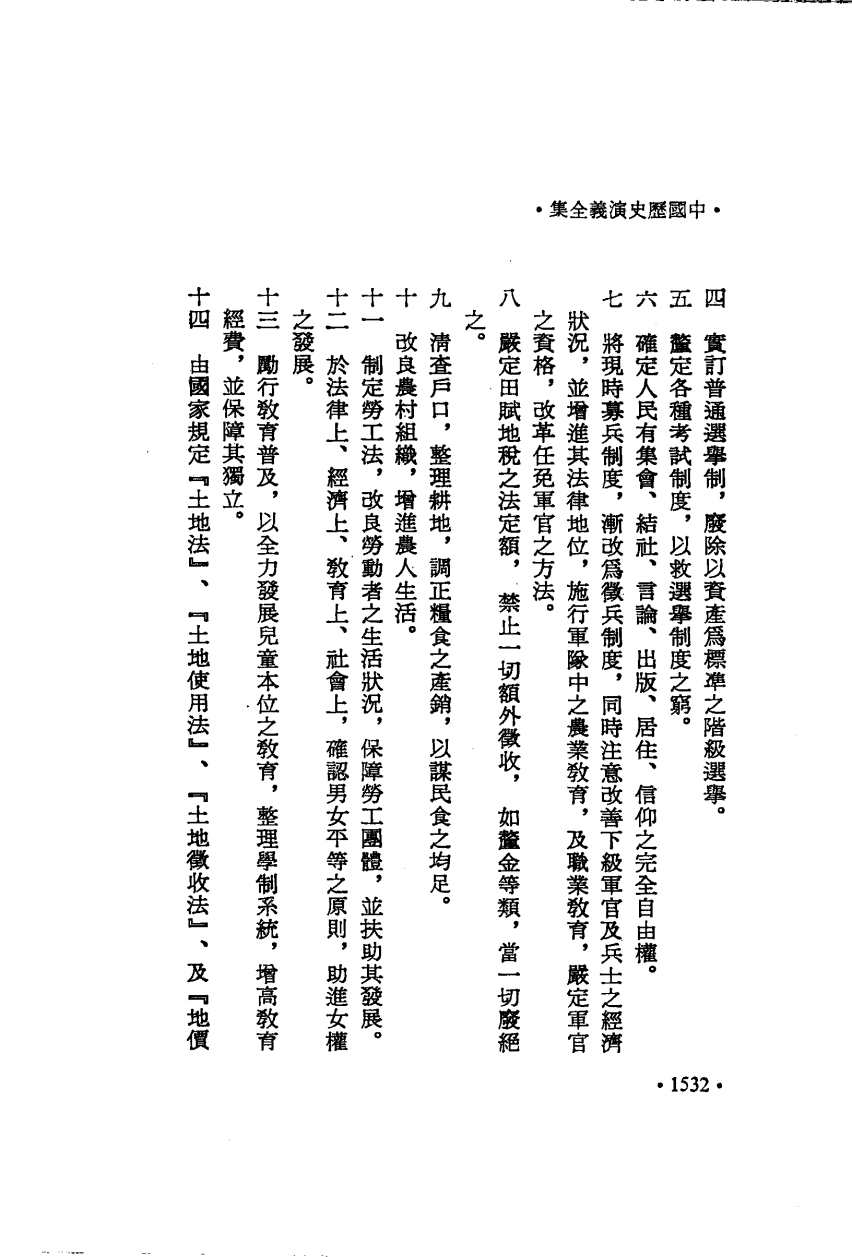 •中國歷史演義全集•
四　實訂普通選舉制，廢除以資產爲標準之階級選舉。
五　釐定各種考試制度，以救選舉制度之窮。
六　確定人民有集會、結社、言論、出版、居住、信仰之完全自由權。
七　將現時募兵制度，漸改爲徵兵制度，同時注意改善下級軍官及兵士之經濟
狀況，並增進其法律地位，施行軍隊中之農業教育，及職業教育，嚴定軍官
之資格，改革任免軍官之方法。
八　嚴定田賦地稅之法定額，禁止一切額外徵收，如釐金等類，當一切廢絕
之。
九　清查戶口，整理耕地，調正糧食之產銷，以謀民食之均足。
十　改良農村組織，增進農人生活。
十一　制定勞工法，改良勞動者之生活狀況，保障勞工團體，並扶助其發展。
十二　於法律上、經濟上、教育上、社會上，確認男女平等之原則，助進女權
之發展。
十三　勵行教育普及，以全力發展兒童本位之教育，整理學制系統，增高教育
經費，並保障其獨立。
十四　由國家規定『土地法』、『土地使用法』、『土地徵收法』、及『地價
•1532•